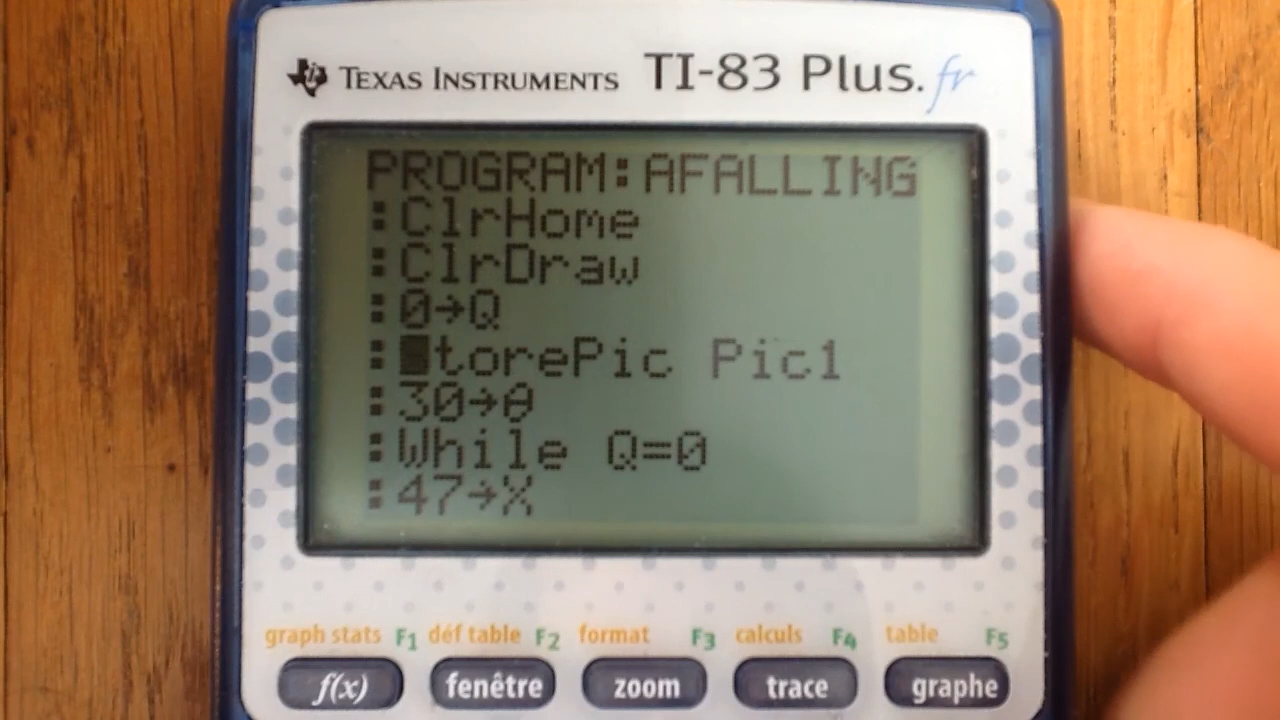 TEXAS INSTRUMENTS TI-83 Plus.fr
PROGRAM:AFALLING
:ClrHome
:ClrDraw
:0→Q
:torePic Pic1
:30→θ
:While Q=0
:47→X
graph stats F1 déf table F2 format F3 calculs F4 table F5
f(x) fenêtre zoom trace graphe